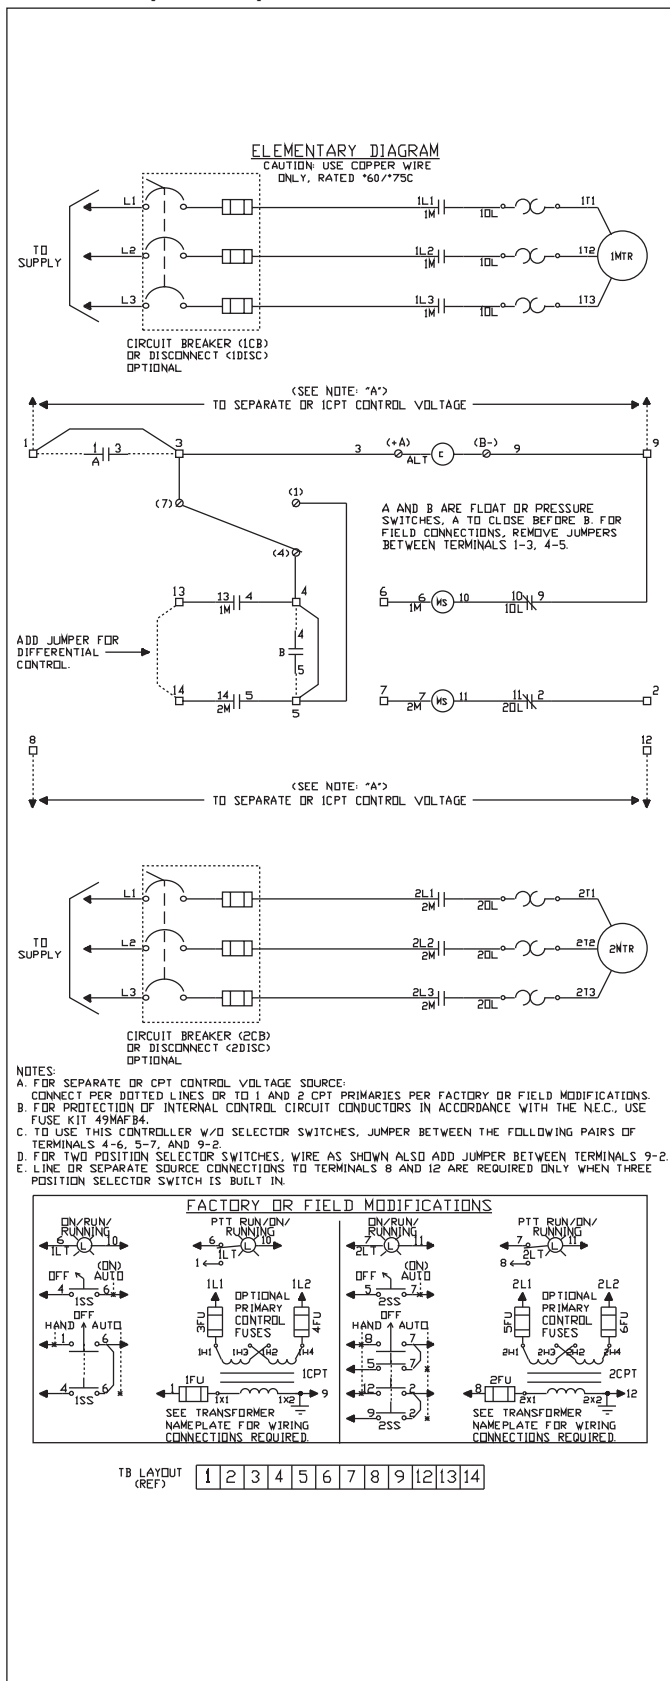 ELEMENTARY DIAGRAM
CAUTION: USE COPPER WIRE
ONLY, RATED °60/°75C
L1 1L1 1M 1OL 1T1
TO SUPPLY
L2 1L2 1M 1OL 1T2 1MTR
L3 1L3 1M 1OL 1T3
CIRCUIT BREAKER (1CB)
OR DISCONNECT (1DISC)
OPTIONAL
(SEE NOTE: "A")
TO SEPARATE OR 1CPT CONTROL VOLTAGE
1 1 3 A 3 3 (+A) ALT C (B-) 9 9
(7) (1)
A AND B ARE FLOAT OR PRESSURE
SWITCHES, A TO CLOSE BEFORE B. FOR
FIELD CONNECTIONS, REMOVE JUMPERS
BETWEEN TERMINALS 1-3, 4-5.
(4)
13 13 4 1M 4 6 6 1M MS 10 10 9 1OL
ADD JUMPER FOR
DIFFERENTIAL
CONTROL.
4
B
5
14 14 5 2M 5 7 7 2M MS 11 11 2 2OL 2
8 12
(SEE NOTE: "A")
TO SEPARATE OR 1CPT CONTROL VOLTAGE
L1 2L1 2M 2OL 2T1
TO SUPPLY
L2 2L2 2M 2OL 2T2 2MTR
L3 2L3 2M 2OL 2T3
CIRCUIT BREAKER (2CB)
OR DISCONNECT (2DISC)
OPTIONAL
NOTES:
A. FOR SEPARATE OR CPT CONTROL VOLTAGE SOURCE:
CONNECT PER DOTTED LINES OR TO 1 AND 2 CPT PRIMARIES PER FACTORY OR FIELD MODIFICATIONS.
B. FOR PROTECTION OF INTERNAL CONTROL CIRCUIT CONDUCTORS IN ACCORDANCE WITH THE N.E.C., USE
FUSE KIT 49MAFB4.
C. TO USE THIS CONTROLLER W/O SELECTOR SWITCHES, JUMPER BETWEEN THE FOLLOWING PAIRS OF
TERMINALS 4-6, 5-7, AND 9-2.
D. FOR TWO POSITION SELECTOR SWITCHES, WIRE AS SHOWN ALSO ADD JUMPER BETWEEN TERMINALS 9-2.
E. LINE OR SEPARATE SOURCE CONNECTIONS TO TERMINALS 8 AND 12 ARE REQUIRED ONLY WHEN THREE
POSITION SELECTOR SWITCH IS BUILT IN.
FACTORY OR FIELD MODIFICATIONS
ON/RUN/
RUNNING
6 L 10
1LT
(ON)
OFF AUTO
4 6
1SS
OFF
HAND AUTO
1 6
4 6
1SS
PTT RUN/ON/
RUNNING
6 L 10
1LT
1
1L1 1L2
3FU 4FU
OPTIONAL
PRIMARY
CONTROL
FUSES
1H1 1H3 1H2 1H4
1CPT
1FU
1 1X1 1X2 9
SEE TRANSFORMER
NAMEPLATE FOR WIRING
CONNECTIONS REQUIRED.
ON/RUN/
RUNNING
7 L 11
2LT
(ON)
OFF AUTO
5 7
2SS
OFF
HAND AUTO
8 7
5 7
12 2
9 2
2SS
PTT RUN/ON/
RUNNING
7 L 11
2LT
8
2L1 2L2
5FU 6FU
OPTIONAL
PRIMARY
CONTROL
FUSES
2H1 2H3 2H2 2H4
2CPT
2FU
8 2X1 2X2 12
SEE TRANSFORMER
NAMEPLATE FOR WIRING
CONNECTIONS REQUIRED.
TB LAYOUT
(REF)
1 2 3 4 5 6 7 8 9 12 13 14